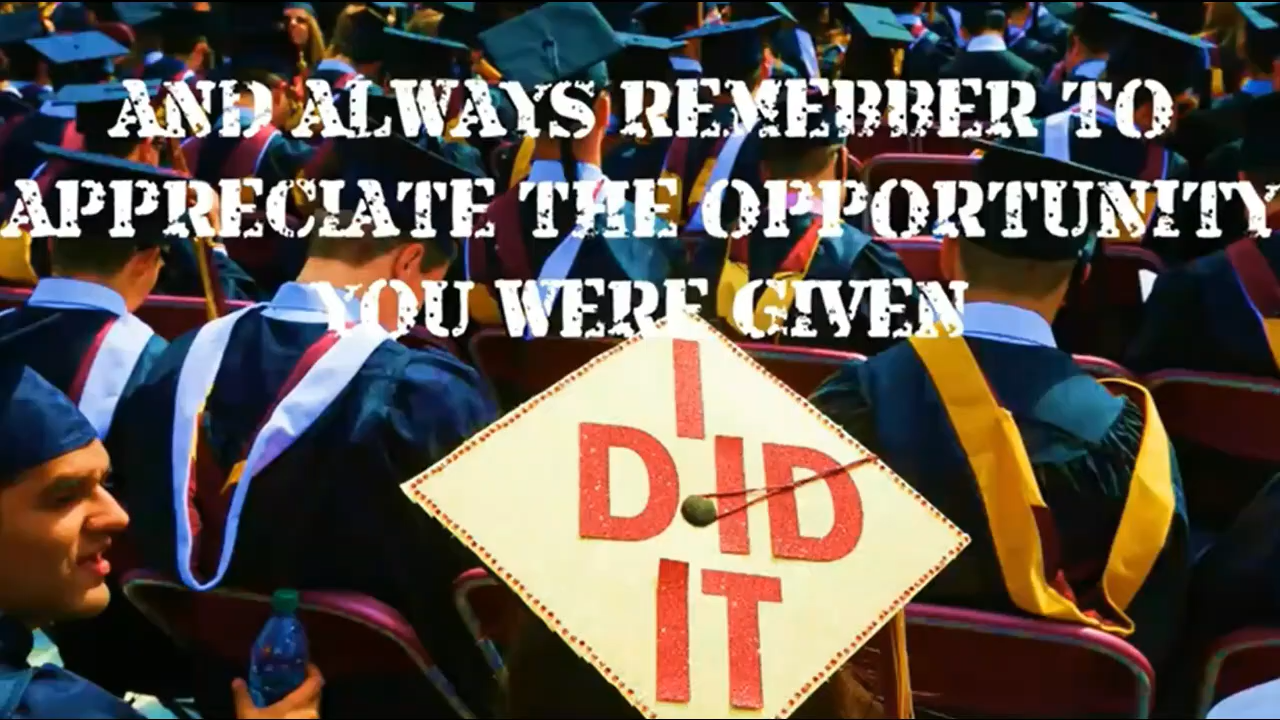 AND ALWAYS REMEBBER TO
APPRECIATE THE OPPORTUNITY
YOU WERE GIVEN
I
DID
IT